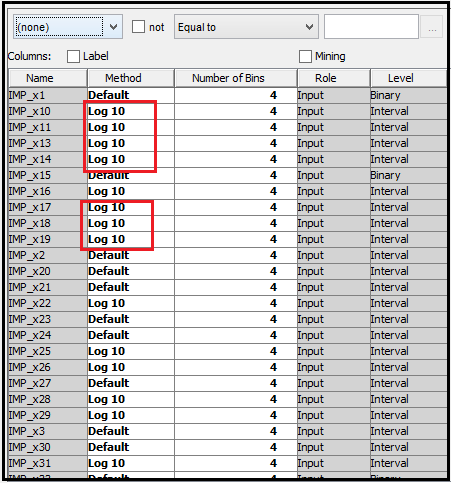 (none) not Equal to ...
Columns: Label Mining
Name Method Number of Bins Role Level
IMP_x1 Default 4 Input Binary
IMP_x10 Log 10 4 Input Interval
IMP_x11 Log 10 4 Input Interval
IMP_x13 Log 10 4 Input Interval
IMP_x14 Log 10 4 Input Interval
IMP_x15 Default 4 Input Binary
IMP_x16 Log 10 4 Input Interval
IMP_x17 Log 10 4 Input Interval
IMP_x18 Log 10 4 Input Interval
IMP_x19 Log 10 4 Input Interval
IMP_x2 Default 4 Input Interval
IMP_x20 Default 4 Input Interval
IMP_x21 Default 4 Input Interval
IMP_x22 Log 10 4 Input Interval
IMP_x23 Default 4 Input Interval
IMP_x24 Default 4 Input Interval
IMP_x25 Log 10 4 Input Interval
IMP_x26 Log 10 4 Input Interval
IMP_x27 Default 4 Input Interval
IMP_x28 Log 10 4 Input Interval
IMP_x29 Log 10 4 Input Interval
IMP_x3 Default 4 Input Interval
IMP_x30 Default 4 Input Interval
IMP_x31 Log 10 4 Input Interval